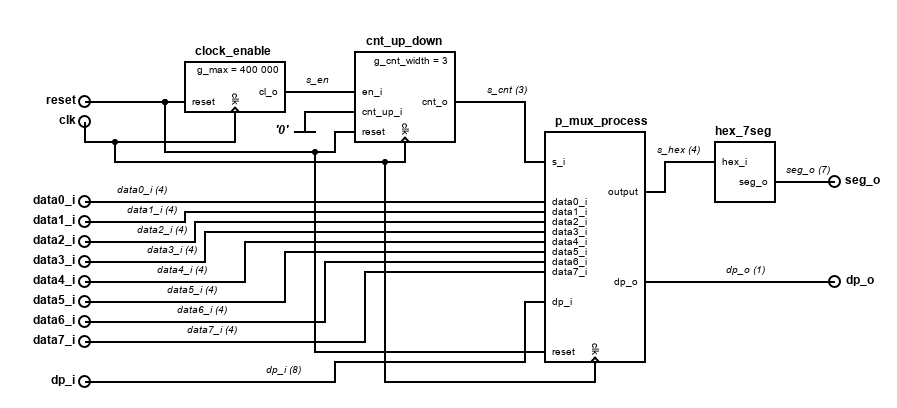 clock_enable
g_max = 400 000
reset
clk
cl_o
s_en
cnt_up_down
g_cnt_width = 3
en_i
cnt_up_i
reset
clk
cnt_o
'0'
s_cnt (3)
reset
clk
p_mux_process
s_i
data0_i
data1_i
data2_i
data3_i
data4_i
data5_i
data6_i
data7_i
dp_i
reset
clk
output
dp_o
s_hex (4)
hex_7seg
hex_i
seg_o
seg_o (7)
seg_o
dp_o (1)
dp_o
data0_i
data0_i (4)
data1_i
data1_i (4)
data2_i
data2_i (4)
data3_i
data3_i (4)
data4_i
data4_i (4)
data5_i
data5_i (4)
data6_i
data6_i (4)
data7_i
data7_i (4)
dp_i
dp_i (8)